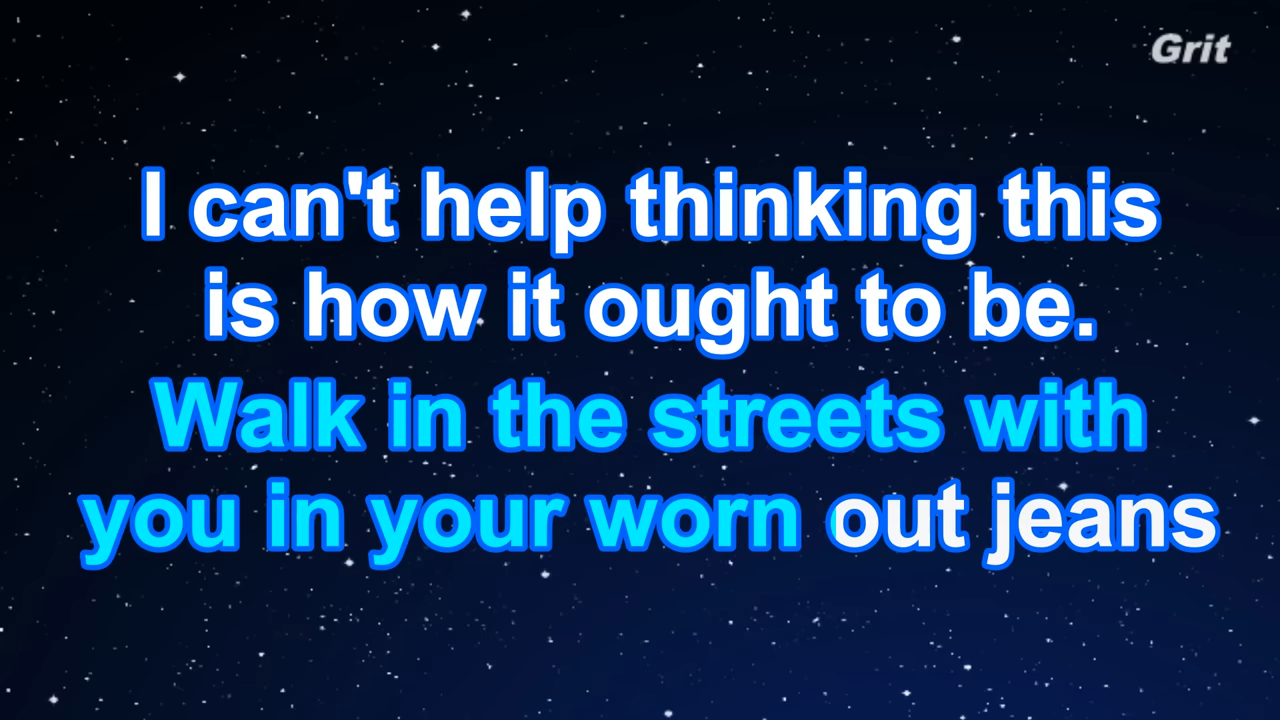 Grit
I can't help thinking this
is how it ought to be.
Walk in the streets with
you in your worn out jeans